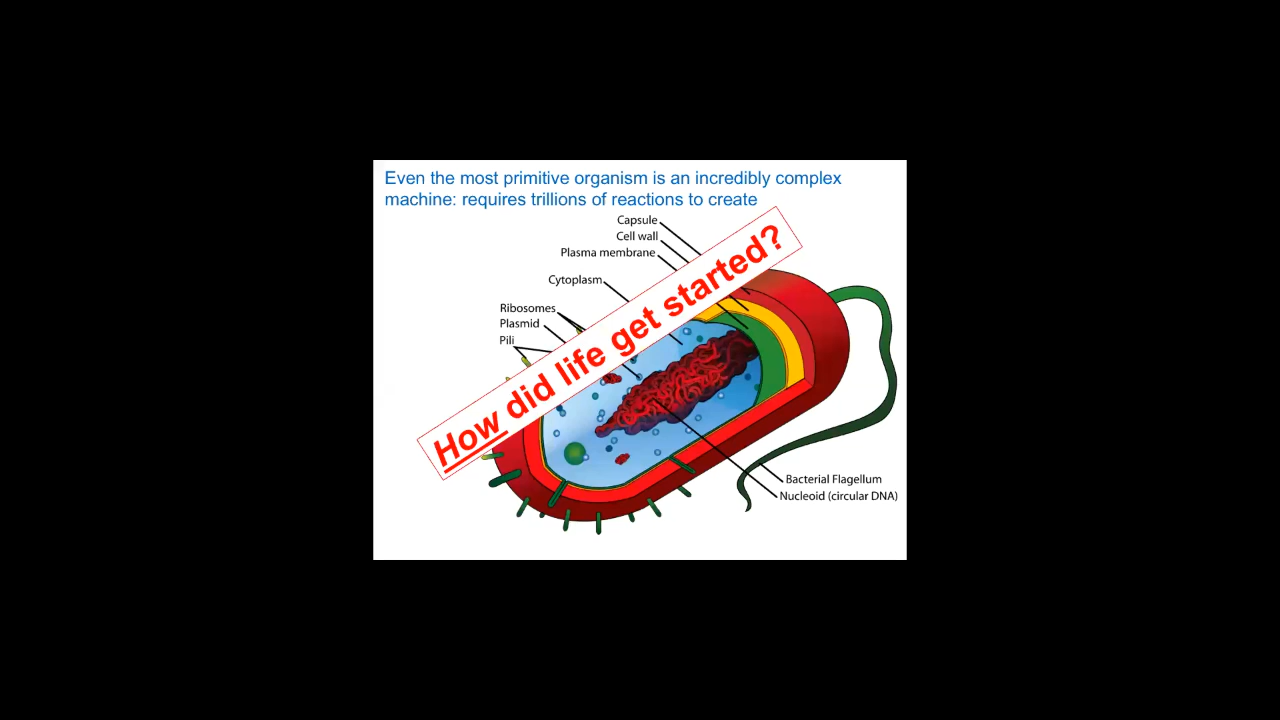 Even the most primitive organism is an incredibly complex
machine: requires trillions of reactions to create
Capsule
Cell wall
Plasma membrane
Cytoplasm
Ribosomes
Plasmid
Pili
How did life get started?
Bacterial Flagellum
Nucleoid (circular DNA)